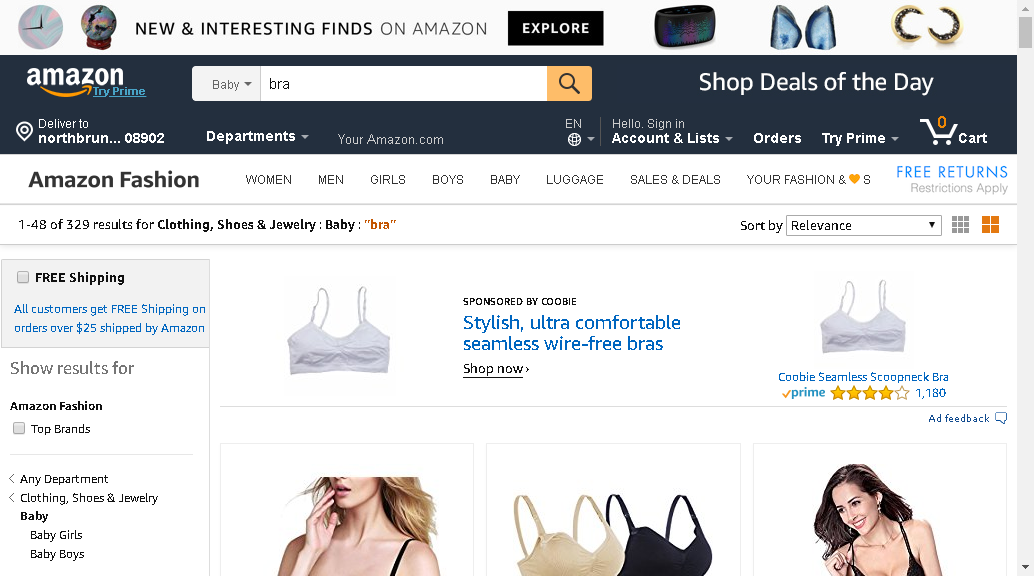 NEW & INTERESTING FINDS ON AMAZON EXPLORE
amazon
Try Prime
Baby
bra
Shop Deals of the Day
Deliver to
northbrun... 08902
Departments
Your Amazon.com
EN
Hello. Sign in
Account & Lists
Orders
Try Prime
0
Cart
Amazon Fashion
WOMEN MEN GIRLS BOYS BABY LUGGAGE SALES & DEALS YOUR FASHION & S
FREE RETURNS
Restrictions Apply
1-48 of 329 results for Clothing, Shoes & Jewelry : Baby : "bra"
Sort by Relevance
FREE Shipping
All customers get FREE Shipping on
orders over $25 shipped by Amazon
Show results for
Amazon Fashion
Top Brands
Any Department
Clothing, Shoes & Jewelry
Baby
Baby Girls
Baby Boys
SPONSORED BY COOBIE
Stylish, ultra comfortable
seamless wire-free bras
Shop now ›
Coobie Seamless Scoopneck Bra
prime 1,180
Ad feedback